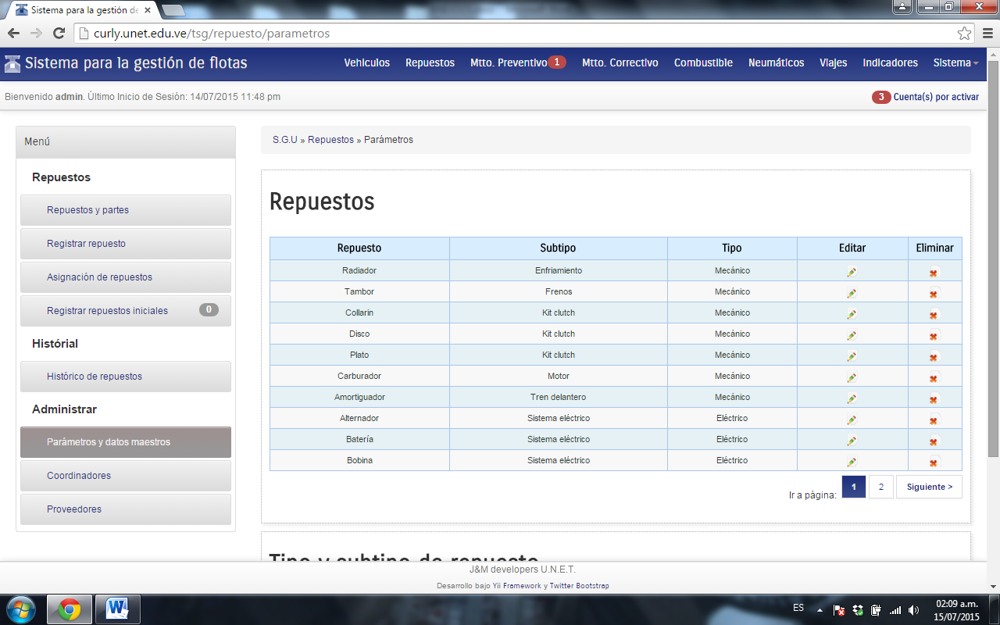 Sistema para la gestión de
curly.unet.edu.ve/tsg/repuesto/parametros
Sistema para la gestión de flotas
Vehiculos Repuestos Mtto. Preventivo 1 Mtto. Correctivo Combustible Neumáticos Viajes Indicadores Sistema
Bienvenido admin. Último Inicio de Sesión: 14/07/2015 11:48 pm
3 Cuenta(s) por activar
Menú
Repuestos
Repuestos y partes
Registrar repuesto
Asignación de repuestos
Registrar repuestos iniciales 0
Histórial
Histórico de repuestos
Administrar
Parámetros y datos maestros
Coordinadores
Proveedores
S.G.U » Repuestos » Parámetros
Repuestos
Repuesto Subtipo Tipo Editar Eliminar
Radiador Enfriamiento Mecánico
Tambor Frenos Mecánico
Collarin Kit clutch Mecánico
Disco Kit clutch Mecánico
Plato Kit clutch Mecánico
Carburador Motor Mecánico
Amortiguador Tren delantero Mecánico
Alternador Sistema eléctrico Eléctrico
Batería Sistema eléctrico Eléctrico
Bobina Sistema eléctrico Eléctrico
Ir a página: 1 2 Siguiente >
Tipo y subtipo de repuesto
J&M developers U.N.E.T.
Desarrollo bajo Yii Framework y Twitter Bootstrap
ES
02:09 a.m.
15/07/2015